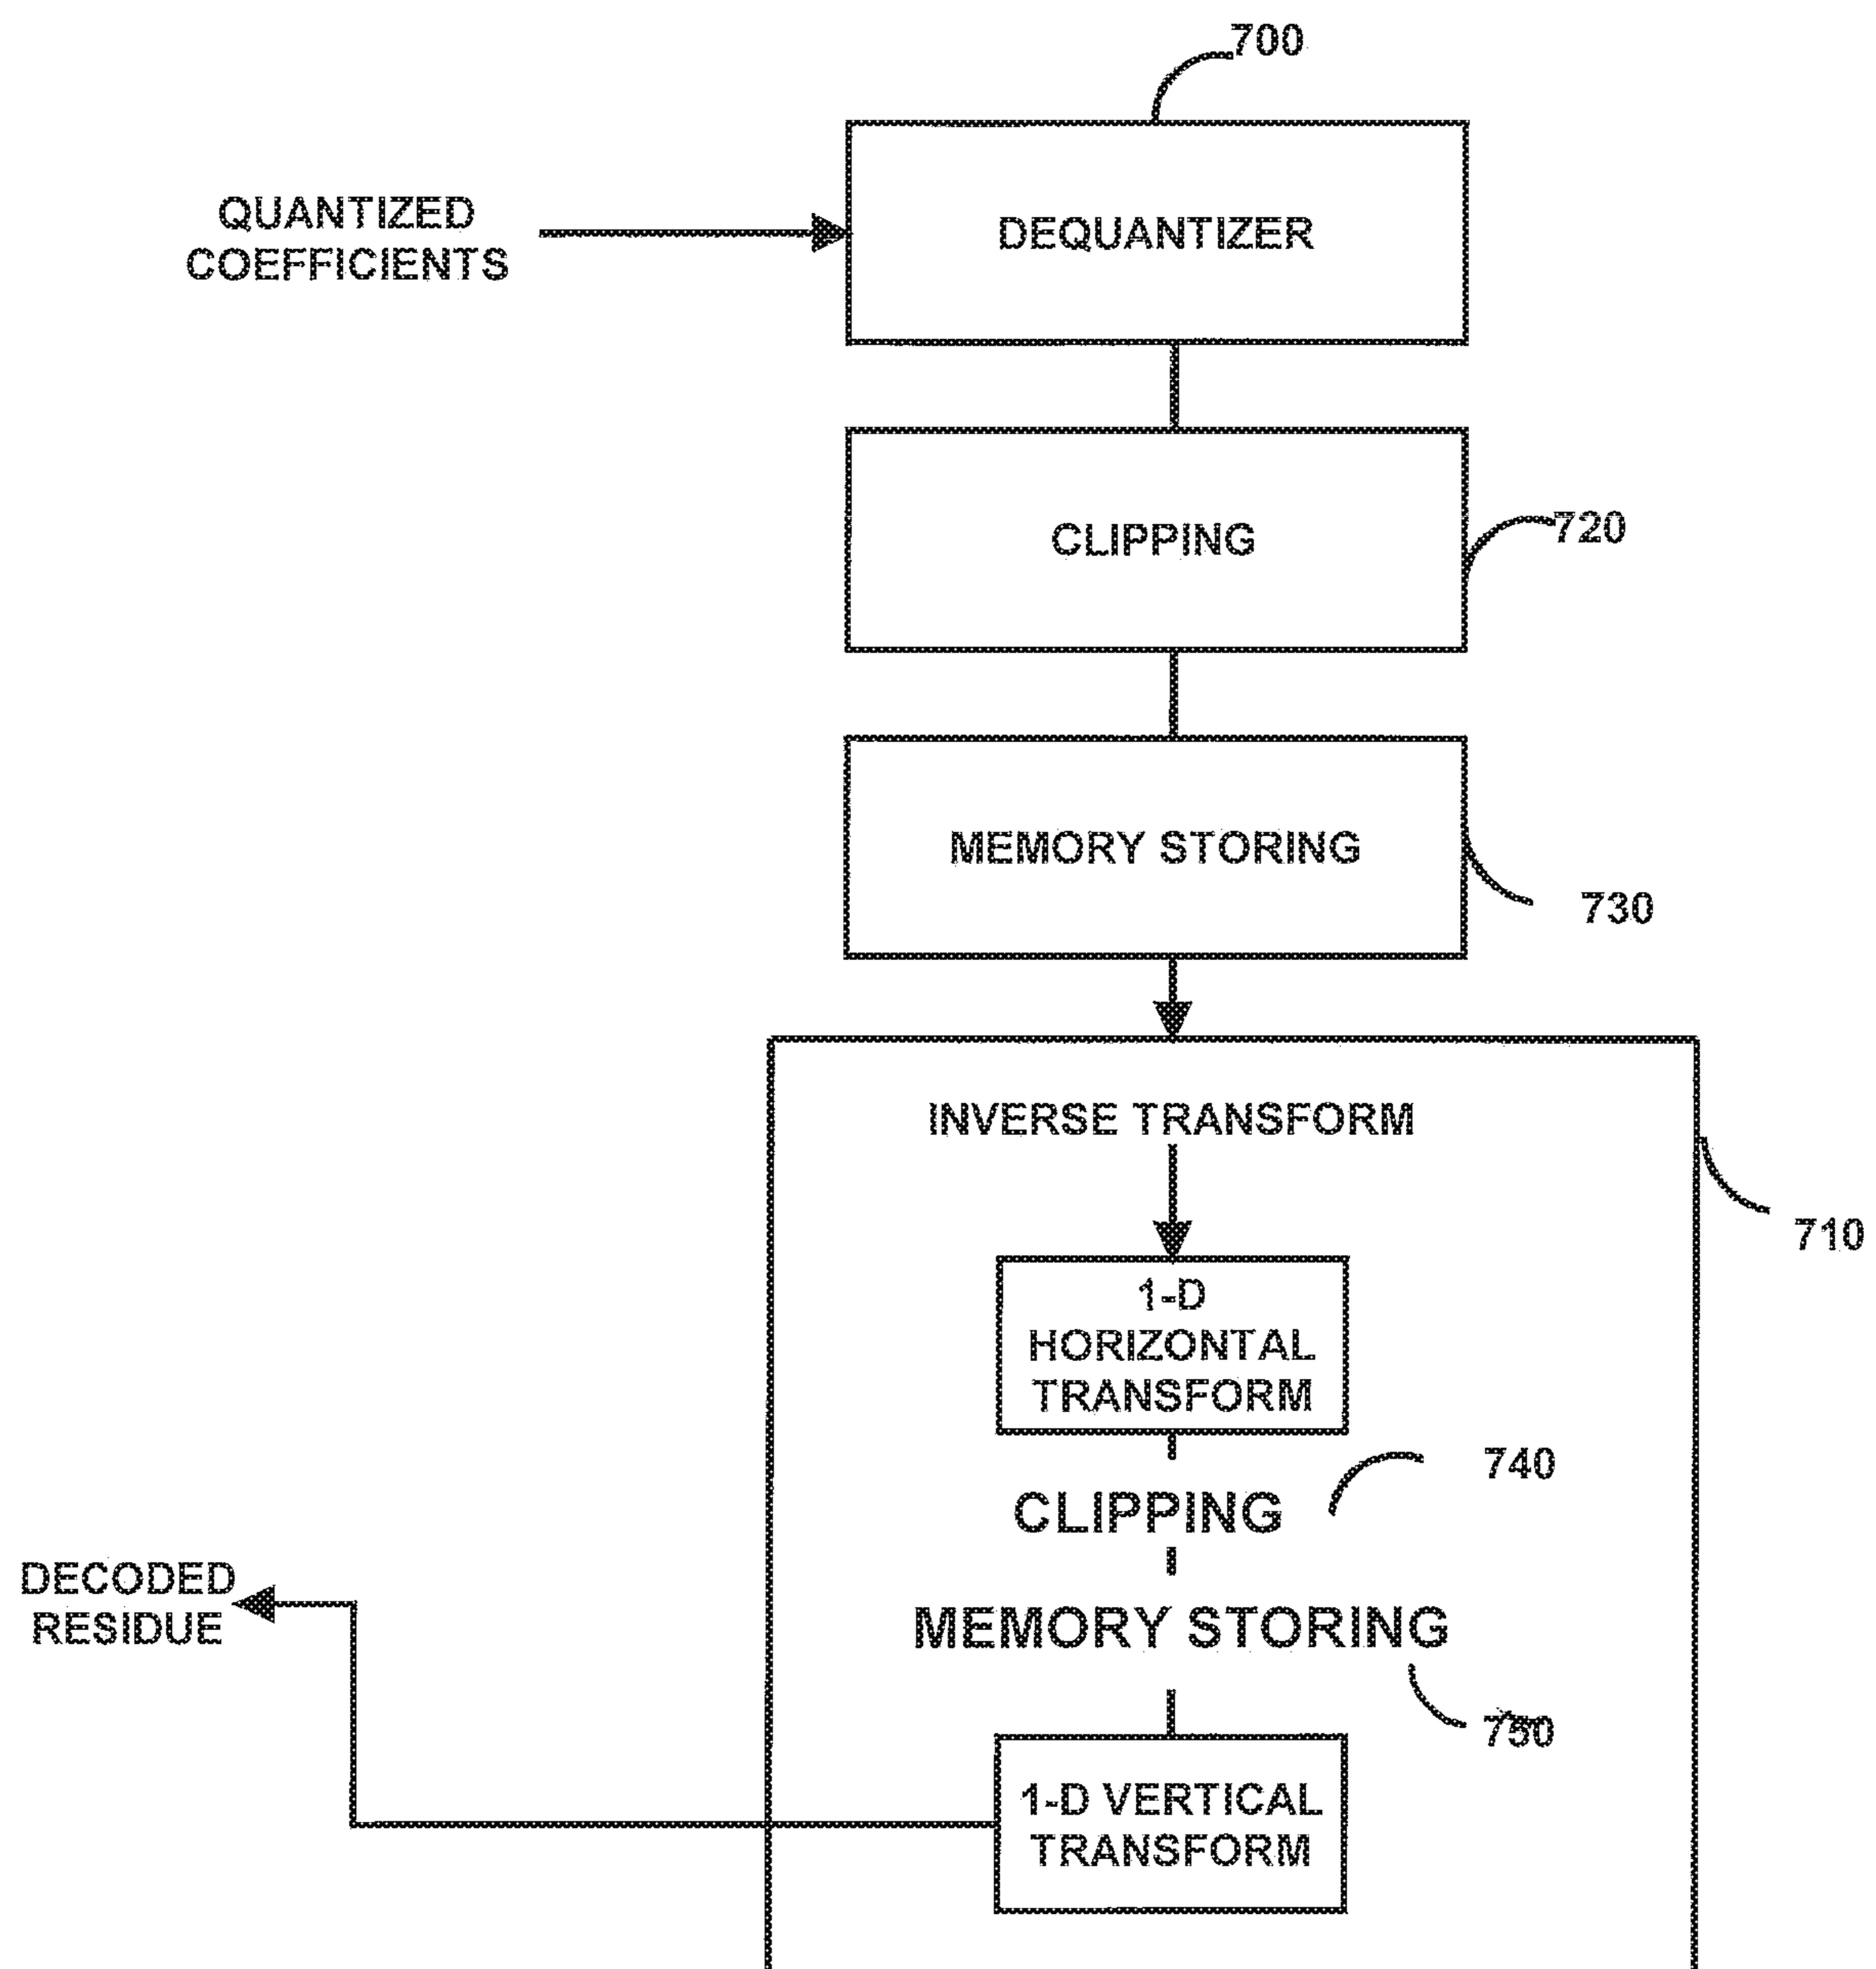 700
QUANTIZED
COEFFICIENTS
DEQUANTIZER
CLIPPING
720
MEMORY STORING
730
INVERSE TRANSFORM
710
1-D
HORIZONTAL
TRANSFORM
740
CLIPPING
DECODED
RESIDUE
MEMORY STORING
750
1-D VERTICAL
TRANSFORM